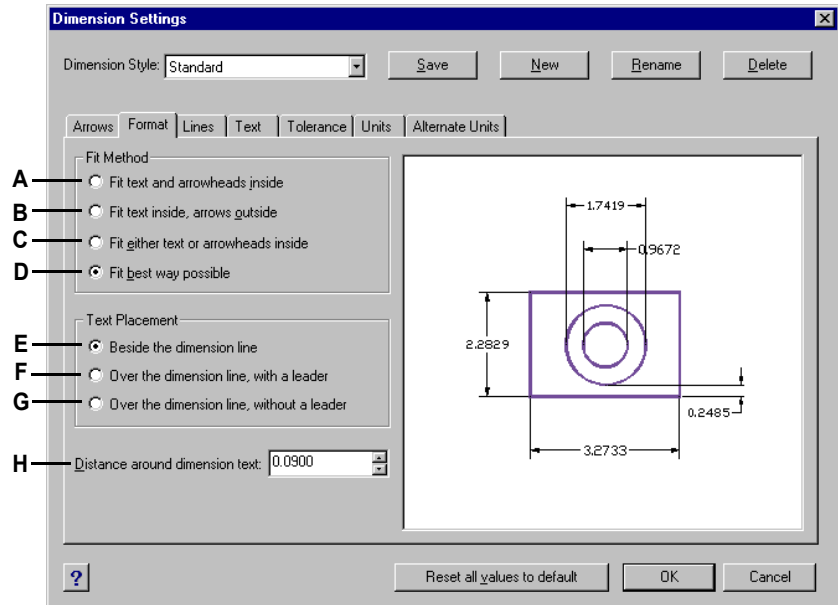 Dimension Settings
Dimension Style: Standard Save New Rename Delete
Arrows Format Lines Text Tolerance Units Alternate Units
Fit Method
A Fit text and arrowheads inside
B Fit text inside, arrows outside
C Fit either text or arrowheads inside
D Fit best way possible
Text Placement
E Beside the dimension line
F Over the dimension line, with a leader
G Over the dimension line, without a leader
H Distance around dimension text: 0.0900
1.7419
0.9672
2.2829
0.2485
3.2733
? Reset all values to default OK Cancel